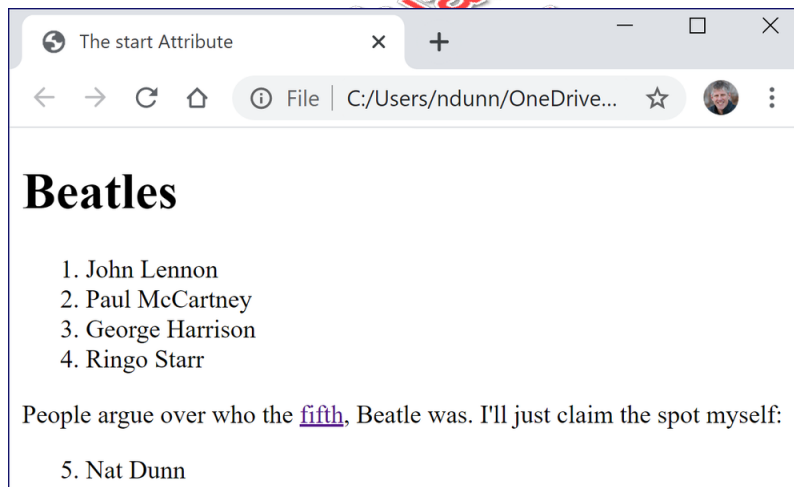 The start Attribute
File C:/Users/ndunn/OneDrive...
Beatles
1. John Lennon
2. Paul McCartney
3. George Harrison
4. Ringo Starr
People argue over who the fifth, Beatle was. I'll just claim the spot myself:
5. Nat Dunn